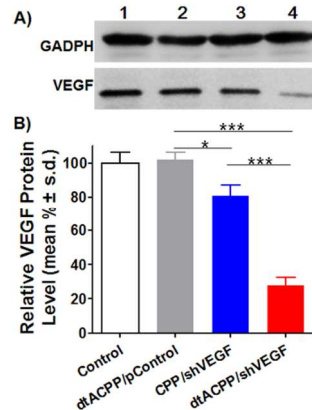 A) 1 2 3 4
GADPH
VEGF
B)
*** 
* ***
Relative VEGF Protein
Level (mean % ± s.d.)
100
80
60
40
20
0
Control
dtACPP/pControl
CPP/shVEGF
dtACPP/shVEGF